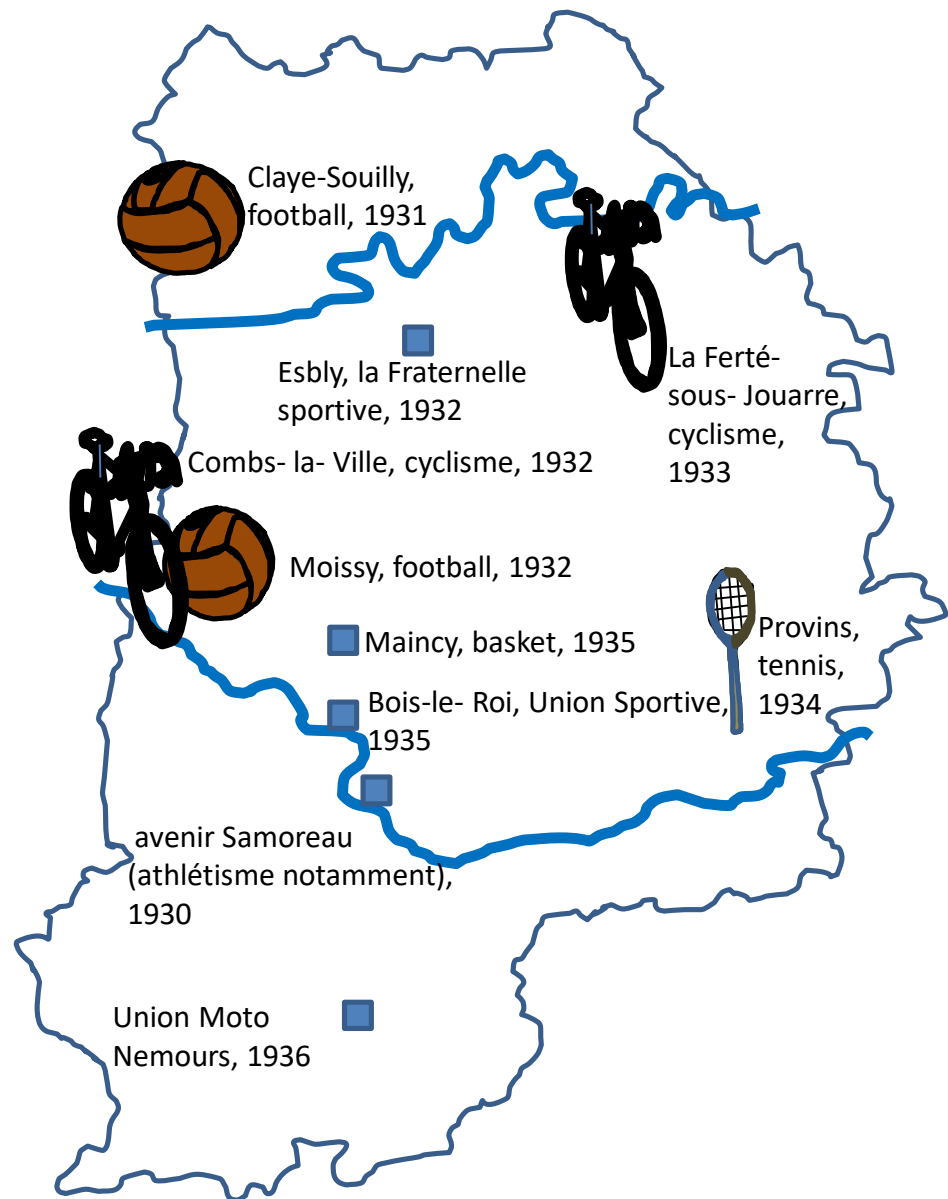 Claye-Souilly,
football, 1931
Esbly, la Fraternelle
sportive, 1932
La Ferté-
sous- Jouarre,
cyclisme,
1933
Combs- la- Ville, cyclisme, 1932
Moissy, football, 1932
Maincy, basket, 1935
Provins,
tennis,
1934
Bois-le- Roi, Union Sportive,
1935
avenir Samoreau
(athlétisme notamment),
1930
Union Moto
Nemours, 1936